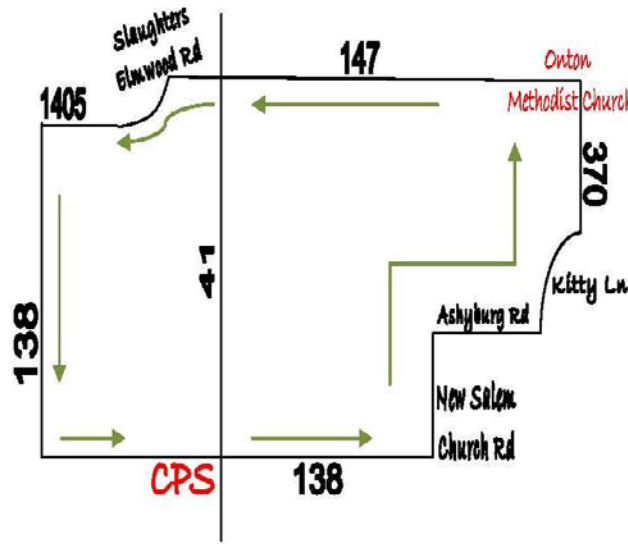 Slaughters
Elmwood Rd
147
Onton
Methodist Church
1405
370
41
Kitty Ln
Ashyburg Rd
138
New Salem
Church Rd
CPS
138